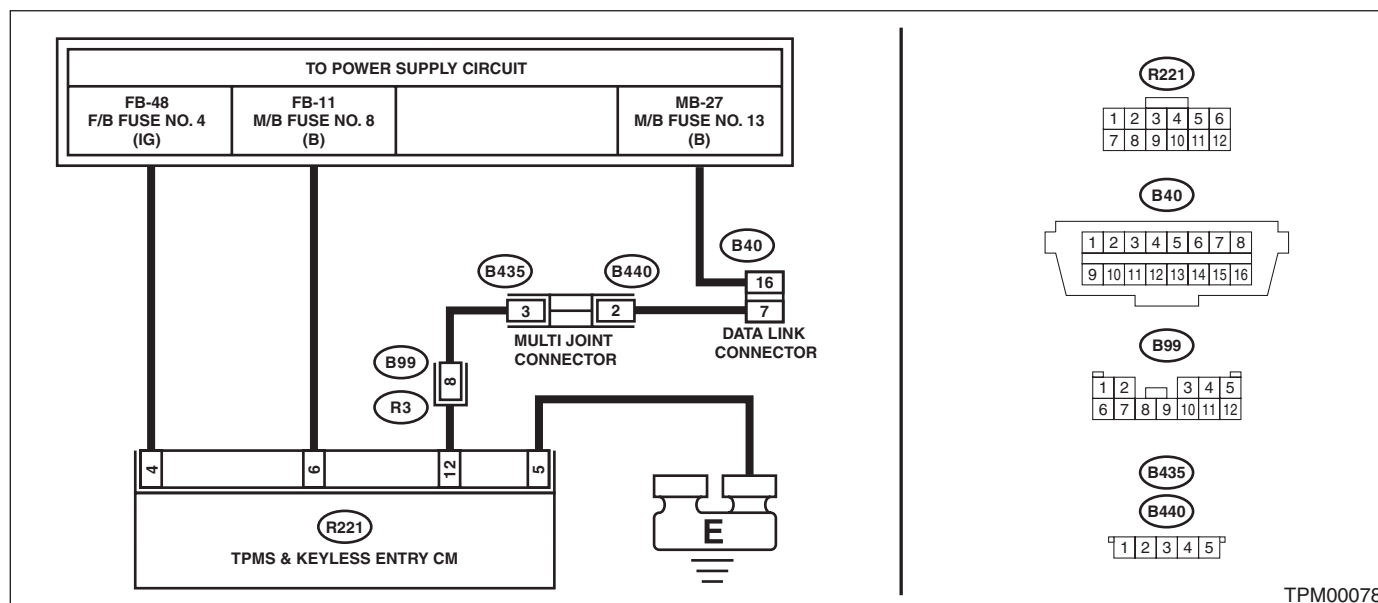 TO POWER SUPPLY CIRCUIT
FB-48
F/B FUSE NO. 4
(IG)
FB-11
M/B FUSE NO. 8
(B)
MB-27
M/B FUSE NO. 13
(B)
B40
B435
B440
16
3
2
7
MULTI JOINT
CONNECTOR
DATA LINK
CONNECTOR
B99
8
R3
4
6
12
5
R221
TPMS & KEYLESS ENTRY CM
E
R221
1 2 3 4 5 6
7 8 9 10 11 12
B40
1 2 3 4 5 6 7 8
9 10 11 12 13 14 15 16
B99
1 2 3 4 5
6 7 8 9 10 11 12
B435
B440
1 2 3 4 5
TPM00078